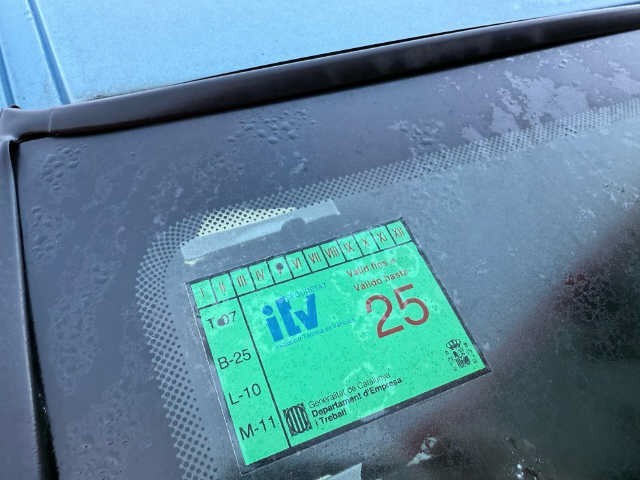 I II III IV VI VII VIII IX X XI XII
Vàlid fins a
Válido hasta
itv
25
T-07
B-25
L-10
M-11
Generalitat de Catalunya
Departament d'Empresa
i Treball